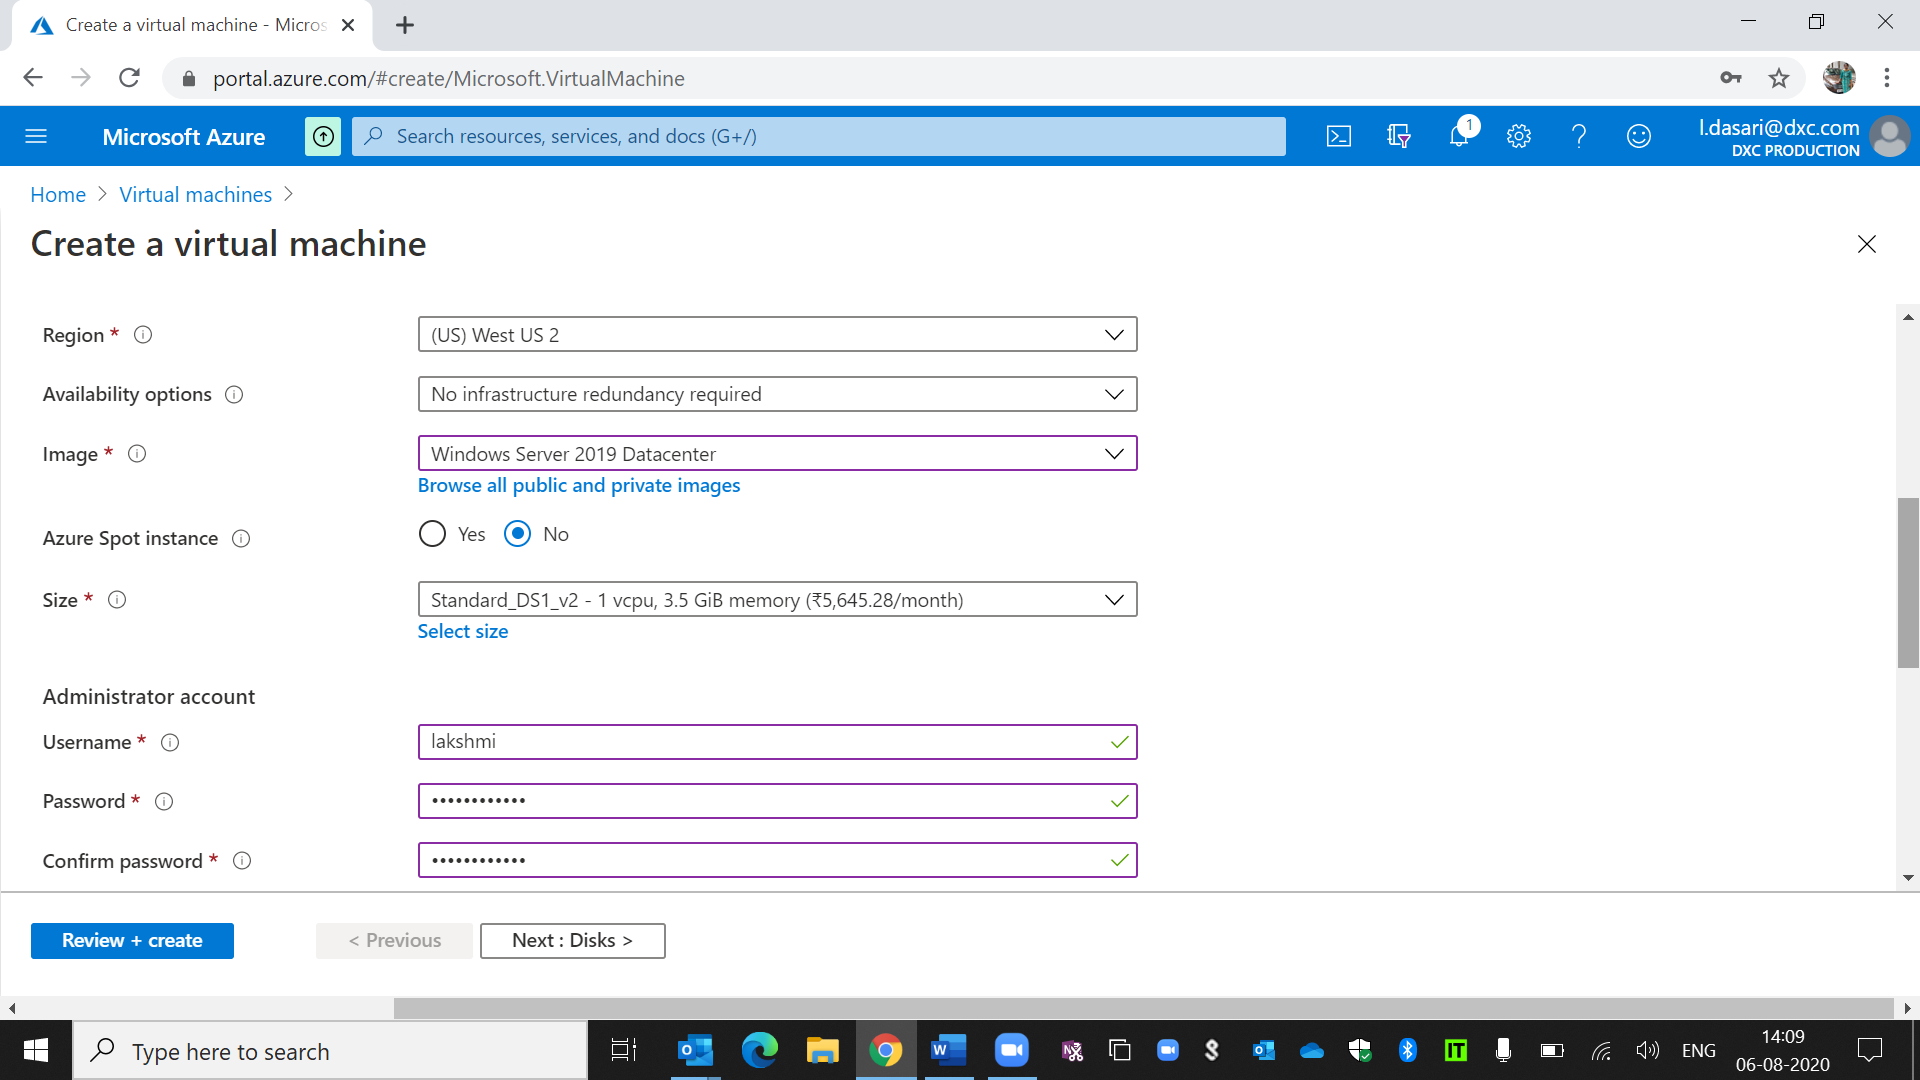 Create a virtual machine - Micros
portal.azure.com/#create/Microsoft.VirtualMachine
Microsoft Azure
Search resources, services, and docs (G+/)
1
l.dasari@dxc.com
DXC PRODUCTION
Home > Virtual machines >
Create a virtual machine
Region *
(US) West US 2
Availability options
No infrastructure redundancy required
Image *
Windows Server 2019 Datacenter
Browse all public and private images
Azure Spot instance
Yes No
Size *
Standard_DS1_v2 - 1 vcpu, 3.5 GiB memory (₹5,645.28/month)
Select size
Administrator account
Username *
lakshmi
Password *
••••••••••••
Confirm password *
••••••••••••
Review + create
< Previous
Next : Disks >
Type here to search
ENG
14:09
06-08-2020